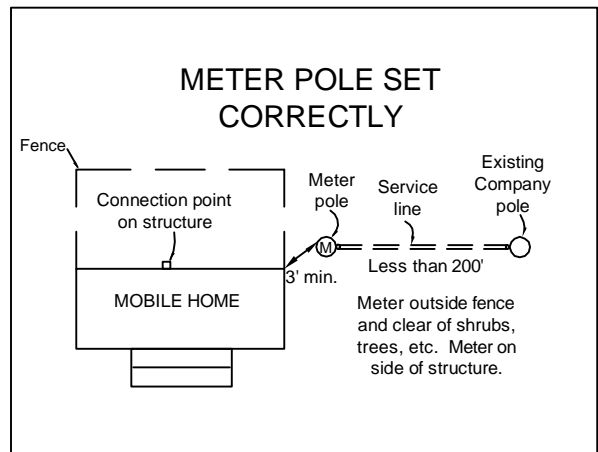 METER POLE SET
CORRECTLY
Fence
Connection point
on structure
Meter
pole
Service
line
Existing
Company
pole
M
3' min.
Less than 200'
MOBILE HOME
Meter outside fence
and clear of shrubs,
trees, etc. Meter on
side of structure.